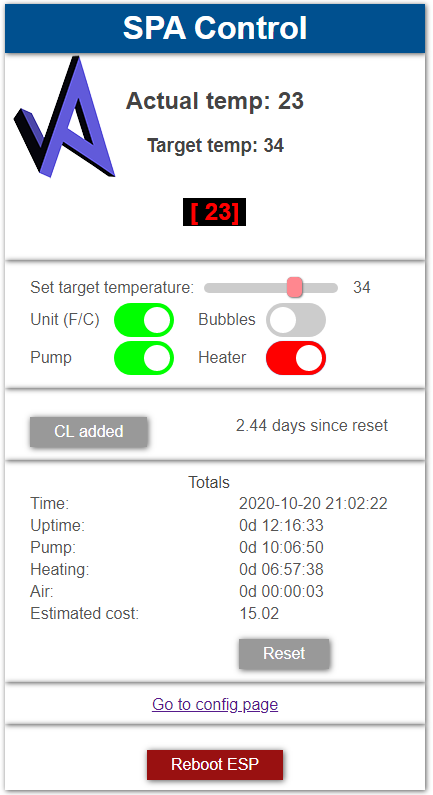 SPA Control
Actual temp: 23
Target temp: 34
[ 23]
Set target temperature: 34
Unit (F/C) Bubbles
Pump Heater
CL added 2.44 days since reset
Totals
Time: 2020-10-20 21:02:22
Uptime: 0d 12:16:33
Pump: 0d 10:06:50
Heating: 0d 06:57:38
Air: 0d 00:00:03
Estimated cost: 15.02
Reset
Go to config page
Reboot ESP